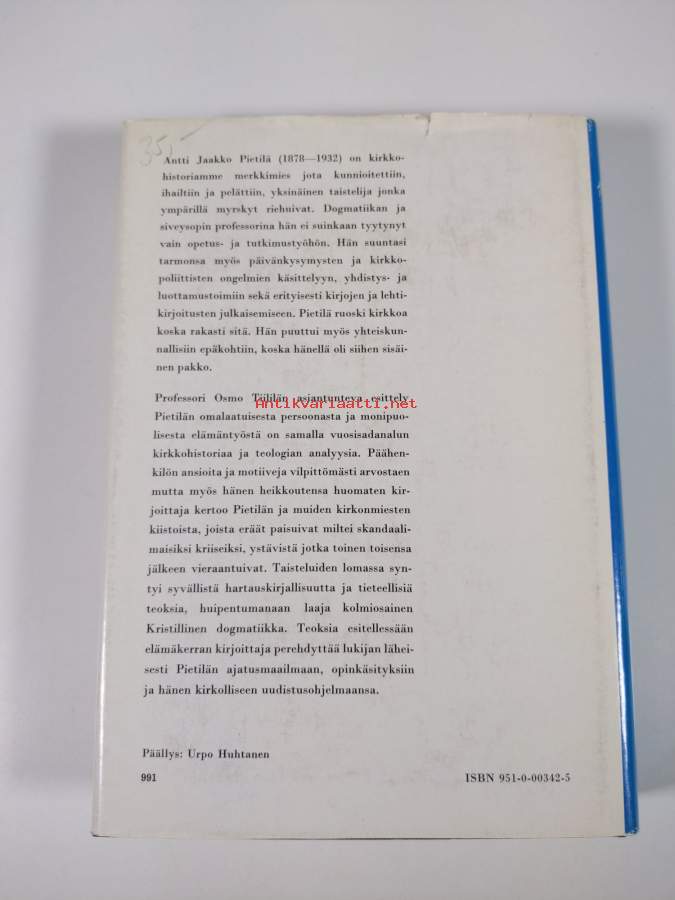 35,-
Antti Jaakko Pietilä (1878—1932) on kirkko-
historiamme merkkimies jota kunnioitettiin,
ihailtiin ja pelättiin, yksinäinen taistelija jonka
ympärillä myrskyt riehuivat. Dogmatiikan ja
siveysopin professorina hän ei suinkaan tyytynyt
vain opetus- ja tutkimustyöhön. Hän suuntasi
tarmonsa myös päivänkysymysten ja kirkko-
poliittisten ongelmien käsittelyyn, yhdistys- ja
luottamustoimiin sekä erityisesti kirjojen ja lehti-
kirjoitusten julkaisemiseen. Pietilä ruoski kirkkoa
koska rakasti sitä. Hän puuttui myös yhteiskun-
nallisiin epäkohtiin, koska hänellä oli siihen sisäi-
nen pakko.
Professori Osmo Tiililän asiantunteva esittely
Antikvariaatti.net
Pietilän omalaatuisesta persoonasta ja monipuo-
lisesta elämäntyöstä on samalla vuosisadanalun
kirkkohistoriaa ja teologian analyysia. Päähen-
kilön ansioita ja motiiveja vilpittömästi arvostaen
mutta myös hänen heikkoutensa huomaten kir-
joittaja kertoo Pietilän ja muiden kirkonmiesten
kiistoista, joista eräät paisuivat miltei skandaali-
maisiksi kriiseiksi, ystävistä jotka toinen toisensa
jälkeen vieraantuivat. Taisteluiden lomassa syn-
tyi syvällistä hartauskirjallisuutta ja tieteellisiä
teoksia, huipentumanaan laaja kolmiosainen
Kristillinen dogmatiikka. Teoksia esitellessään
elämäkerran kirjoittaja perehdyttää lukijan lähei-
sesti Pietilän ajatusmaailmaan, opinkäsityksiin
ja hänen kirkolliseen uudistusohjelmaansa.
Päällys: Urpo Huhtanen
991 ISBN 951-0-00342-5